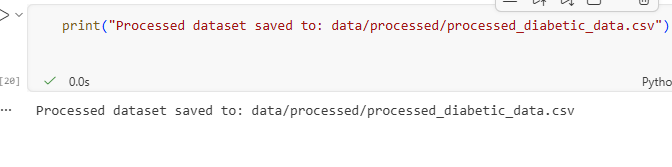 print("Processed dataset saved to: data/processed/processed_diabetic_data.csv")
[20]
0.0s
Pytho
Processed dataset saved to: data/processed/processed_diabetic_data.csv